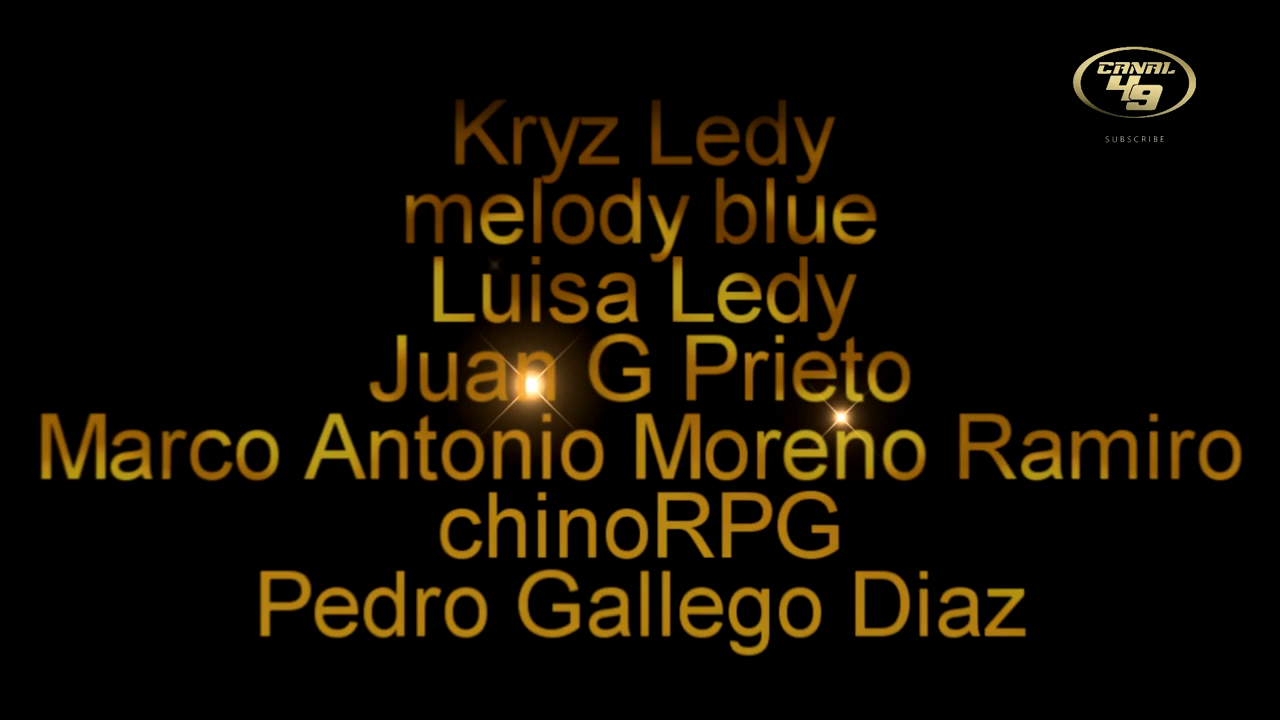 CANAL
49
SUBSCRIBE
Kryz Ledy
melody blue
Luisa Ledy
Juan G Prieto
Marco Antonio Moreno Ramiro
chinoRPG
Pedro Gallego Diaz